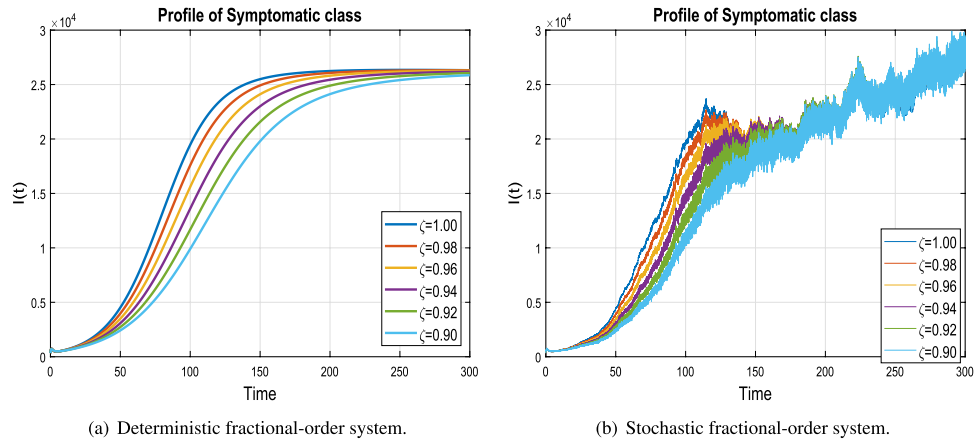 Profile of Symptomatic class
×10⁴
3
2.5
2
1.5
1
0.5
0
I(t)
0 50 100 150 200 250 300
Time
ζ=1.00
ζ=0.98
ζ=0.96
ζ=0.94
ζ=0.92
ζ=0.90
(a) Deterministic fractional-order system.
Profile of Symptomatic class
×10⁴
3
2.5
2
1.5
1
0.5
0
I(t)
0 50 100 150 200 250 300
Time
ζ=1.00
ζ=0.98
ζ=0.96
ζ=0.94
ζ=0.92
ζ=0.90
(b) Stochastic fractional-order system.